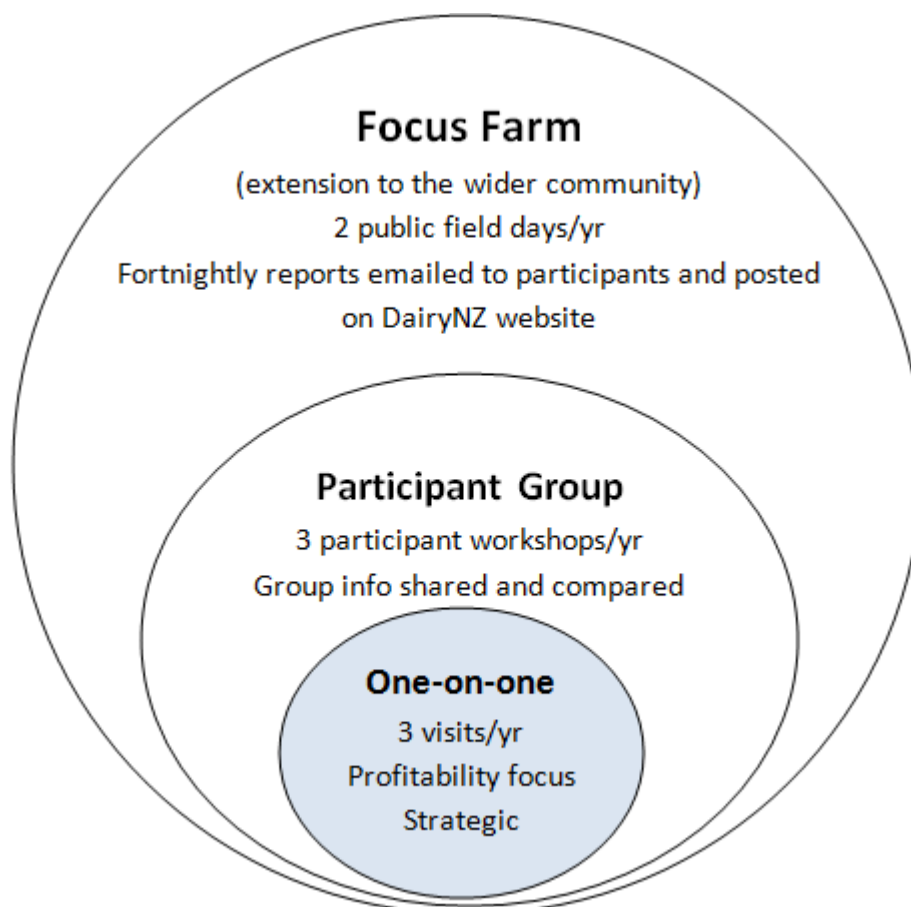 Focus Farm
(extension to the wider community)
2 public field days/yr
Fortnightly reports emailed to participants and posted
on DairyNZ website
Participant Group
3 participant workshops/yr
Group info shared and compared
One-on-one
3 visits/yr
Profitability focus
Strategic